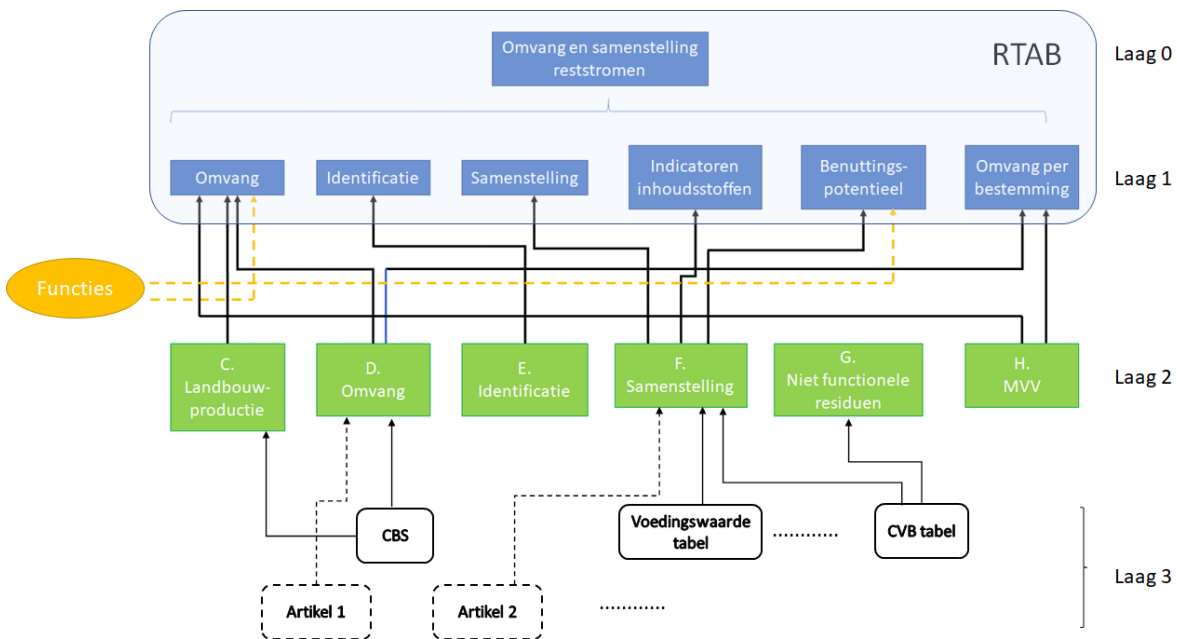 Omvang en samenstelling
reststromen
RTAB
Laag 0
Omvang
Identificatie
Samenstelling
Indicatoren
inhoudsstoffen
Benuttings-
potentieel
Omvang per
bestemming
Laag 1
Functies
C.
Landbouw-
productie
D.
Omvang
E.
Identificatie
F.
Samenstelling
G.
Niet functionele
residuen
H.
MVV
Laag 2
CBS
Voedingswaarde
tabel
............
CVB tabel
Artikel 1
Artikel 2
............
Laag 3